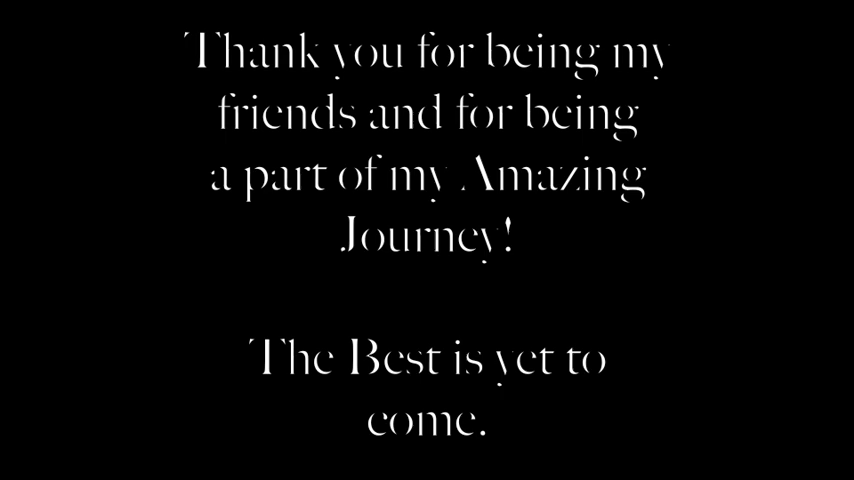 Thank you for being my
friends and for being
a part of my Amazing
Journey!
The Best is yet to
come.